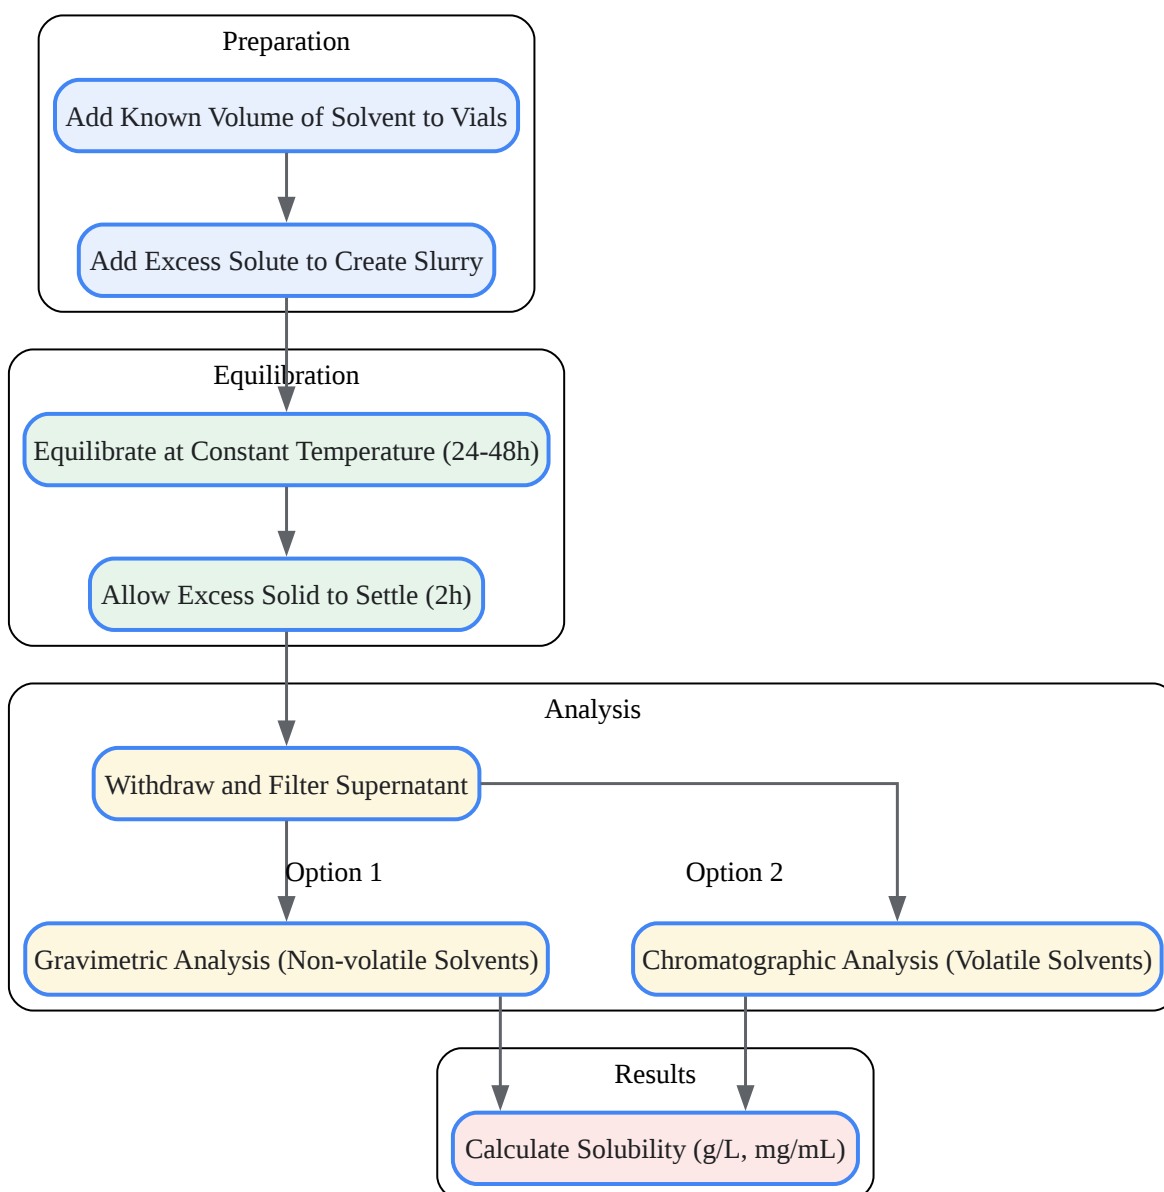 Preparation
Add Known Volume of Solvent to Vials
Add Excess Solute to Create Slurry
Equilibration
Equilibrate at Constant Temperature (24-48h)
Allow Excess Solid to Settle (2h)
Analysis
Withdraw and Filter Supernatant
Option 1
Option 2
Gravimetric Analysis (Non-volatile Solvents)
Chromatographic Analysis (Volatile Solvents)
Results
Calculate Solubility (g/L, mg/mL)